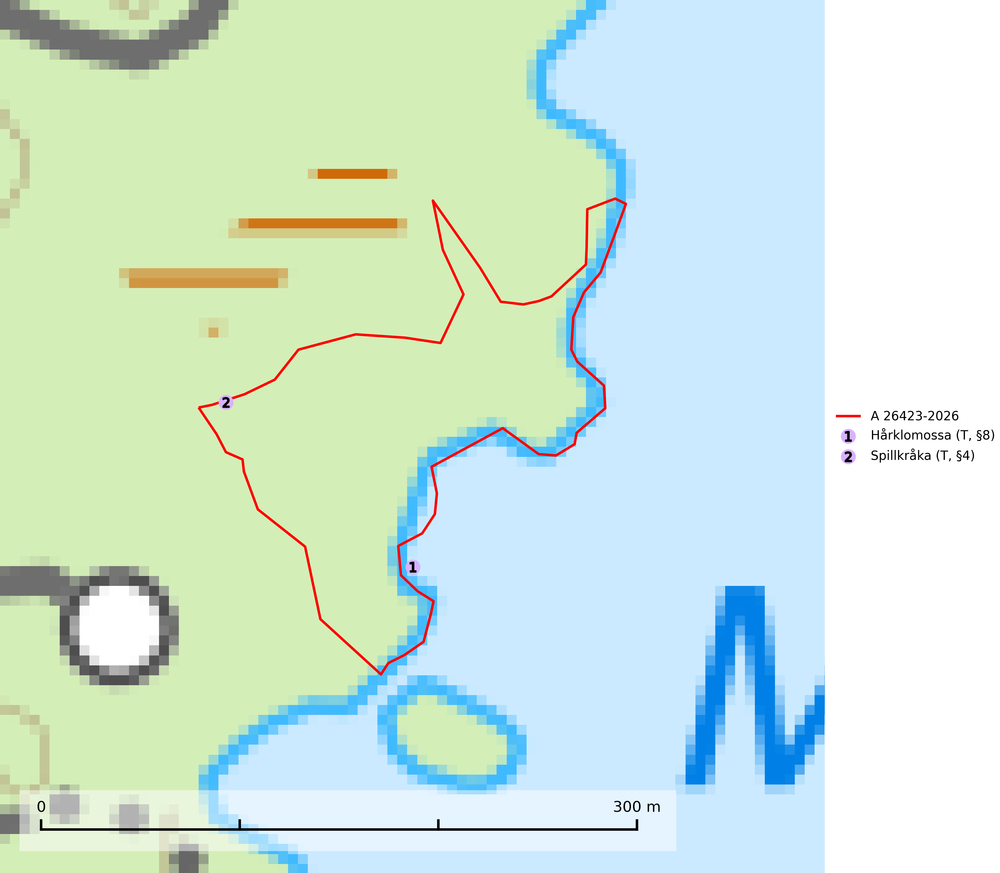 A 26423-2026
1 Hårklomossa (T, §8)
2 Spillkråka (T, §4)
2
1
0 300 m